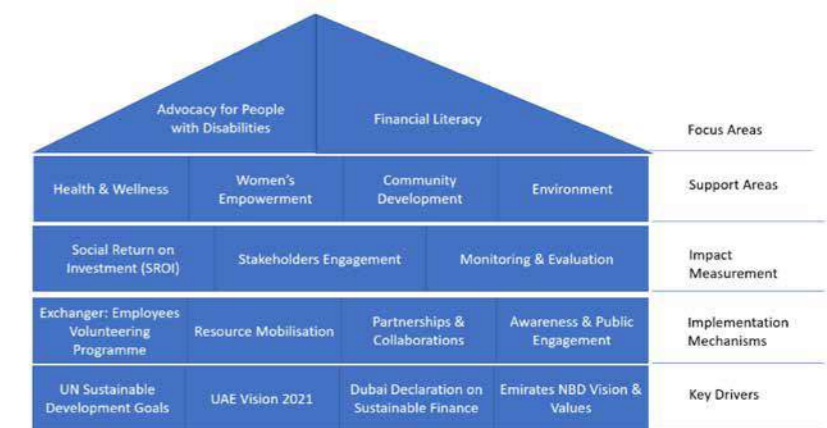 Advocacy for People
with Disabilities
Financial Literacy
Focus Areas
Health & Wellness
Women's
Empowerment
Community
Development
Environment
Support Areas
Social Return on
Investment (SROI)
Stakeholders Engagement
Monitoring & Evaluation
Impact
Measurement
Exchanger: Employees
Volunteering
Programme
Resource Mobilisation
Partnerships &
Collaborations
Awareness & Public
Engagement
Implementation
Mechanisms
UN Sustainable
Development Goals
UAE Vision 2021
Dubai Declaration on
Sustainable Finance
Emirates NBD Vision &
Values
Key Drivers